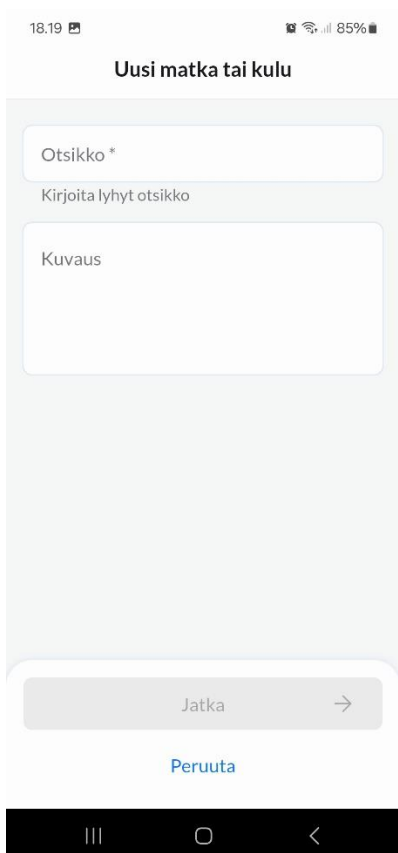 18.19 85%
Uusi matka tai kulu
Otsikko *
Kirjoita lyhyt otsikko
Kuvaus
Jatka
Peruuta